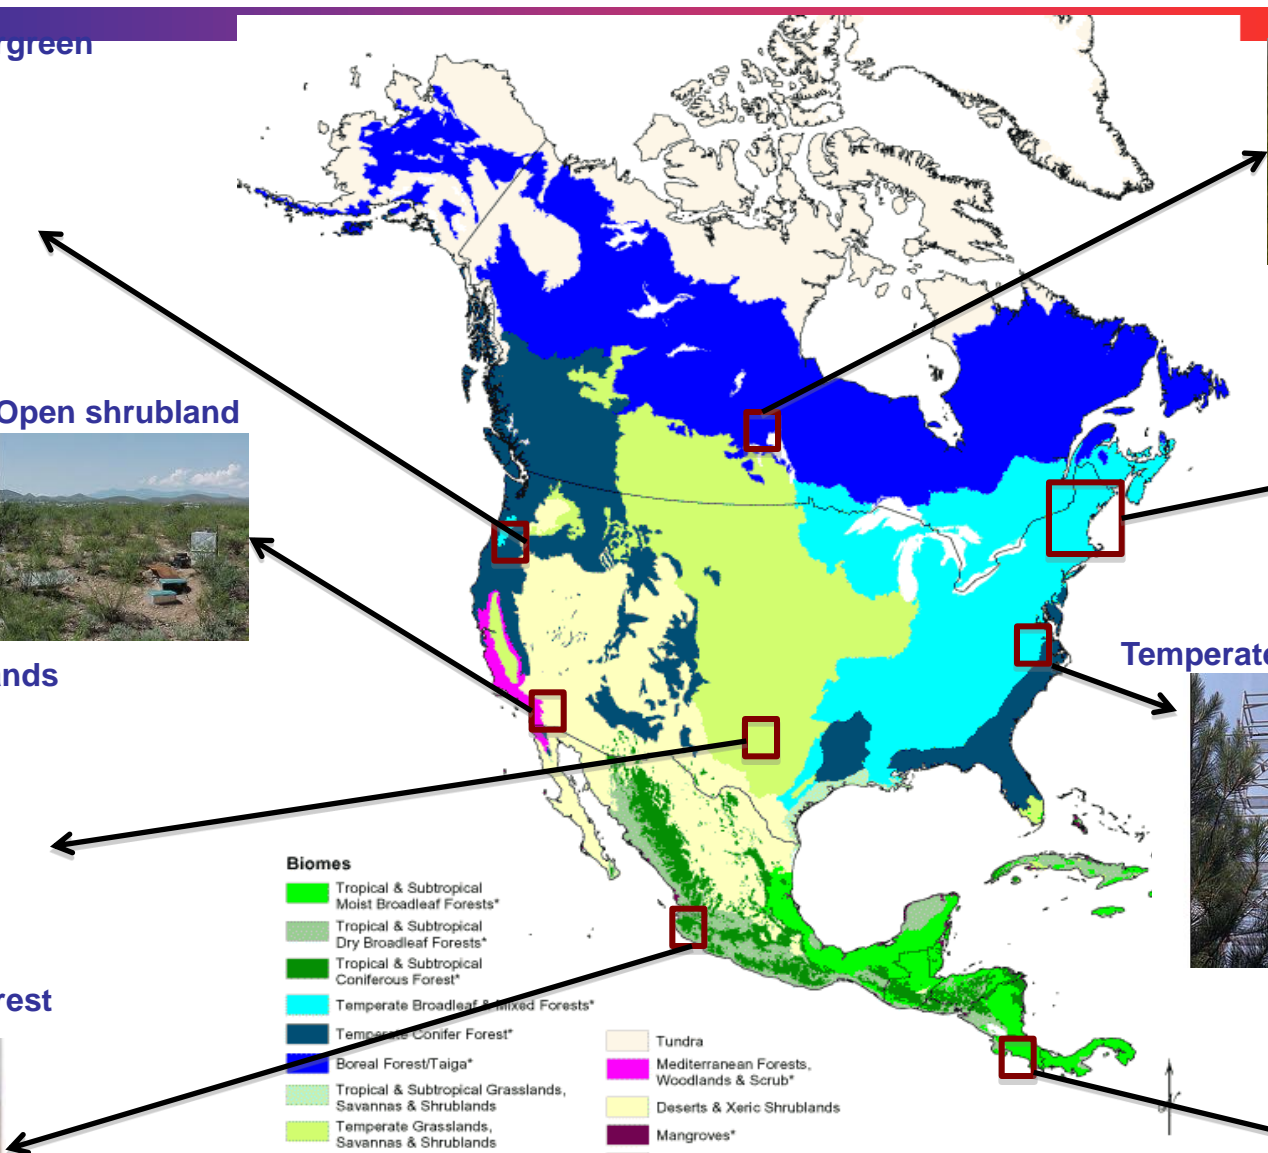 rgreen
Open shrubland
ands
Temperate
rest
Biomes
Tropical & Subtropical
Moist Broadleaf Forests*
Tropical & Subtropical
Dry Broadleaf Forests*
Tropical & Subtropical
Coniferous Forest*
Temperate Broadleaf & Mixed Forests*
Temperate Conifer Forest*
Boreal Forest/Taiga*
Tropical & Subtropical Grasslands,
Savannas & Shrublands
Temperate Grasslands,
Savannas & Shrublands
Tundra
Mediterranean Forests,
Woodlands & Scrub*
Deserts & Xeric Shrublands
Mangroves*